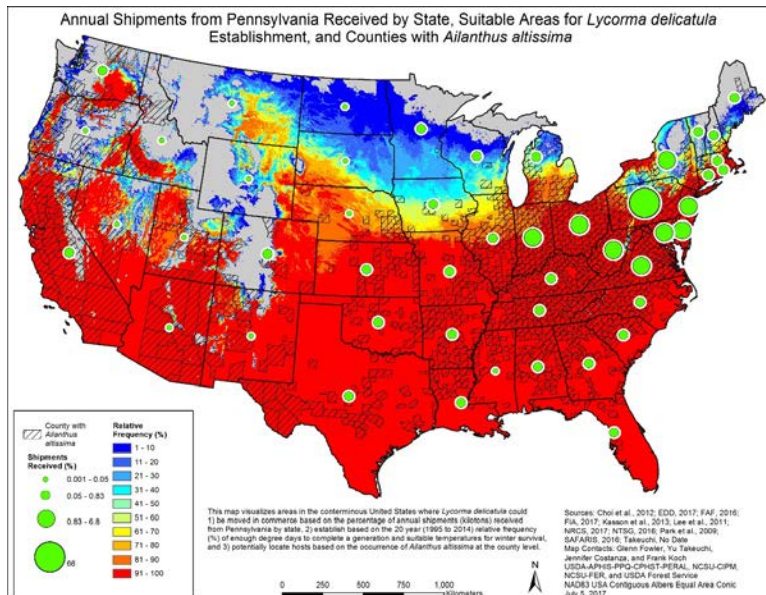 Annual Shipments from Pennsylvania Received by State, Suitable Areas for Lycorma delicatula
Establishment, and Counties with Ailanthus altissima
County with
Ailanthus
altissima
Shipments
Received (%)
0.001 - 0.05
0.05 - 0.83
0.83 - 6.8
66
Relative
Frequency (%)
1 - 10
11 - 20
21 - 30
31 - 40
41 - 50
51 - 60
61 - 70
71 - 80
81 - 90
91 - 100
This map visualizes areas in the conterminous United States where Lycorma delicatula could
1) be moved in commerce based on the percentage of annual shipments (kilotons) received
from Pennsylvania by state, 2) establish based on the 20 year (1995 to 2014) relative frequency
(%) of enough degree days to complete a generation and suitable temperatures for winter survival,
and 3) potentially locate hosts based on the occurrence of Ailanthus altissima at the county level.
0 250 500 1,000
Kilometers
N
Sources: Choi et al., 2012; EDD, 2017; FAF, 2016;
FIA, 2017; Kasson et al., 2013; Lee et al., 2011;
NRCS, 2017; NTSG, 2016; Park et al., 2009;
SAFARIS, 2016; Takeuchi, No Date
Map Contacts: Glenn Fowler, Yu Takeuchi,
Jennifer Costanza, and Frank Koch
USDA-APHIS-PPQ-CPHST-PERAL, NCSU-CIPM,
NCSU-FER, and USDA Forest Service
NAD83 USA Contiguous Albers Equal Area Conic
July 5, 2017